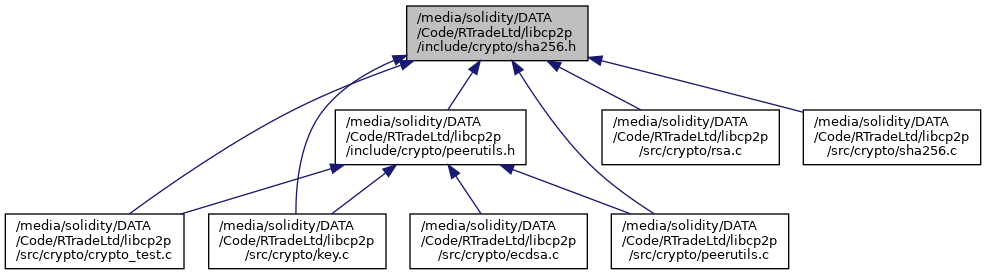 /media/solidity/DATA
/Code/RTradeLtd/libcp2p
/include/crypto/sha256.h
/media/solidity/DATA
/Code/RTradeLtd/libcp2p
/include/crypto/peerutils.h
/media/solidity/DATA
/Code/RTradeLtd/libcp2p
/src/crypto/rsa.c
/media/solidity/DATA
/Code/RTradeLtd/libcp2p
/src/crypto/sha256.c
/media/solidity/DATA
/Code/RTradeLtd/libcp2p
/src/crypto/crypto_test.c
/media/solidity/DATA
/Code/RTradeLtd/libcp2p
/src/crypto/key.c
/media/solidity/DATA
/Code/RTradeLtd/libcp2p
/src/crypto/ecdsa.c
/media/solidity/DATA
/Code/RTradeLtd/libcp2p
/src/crypto/peerutils.c